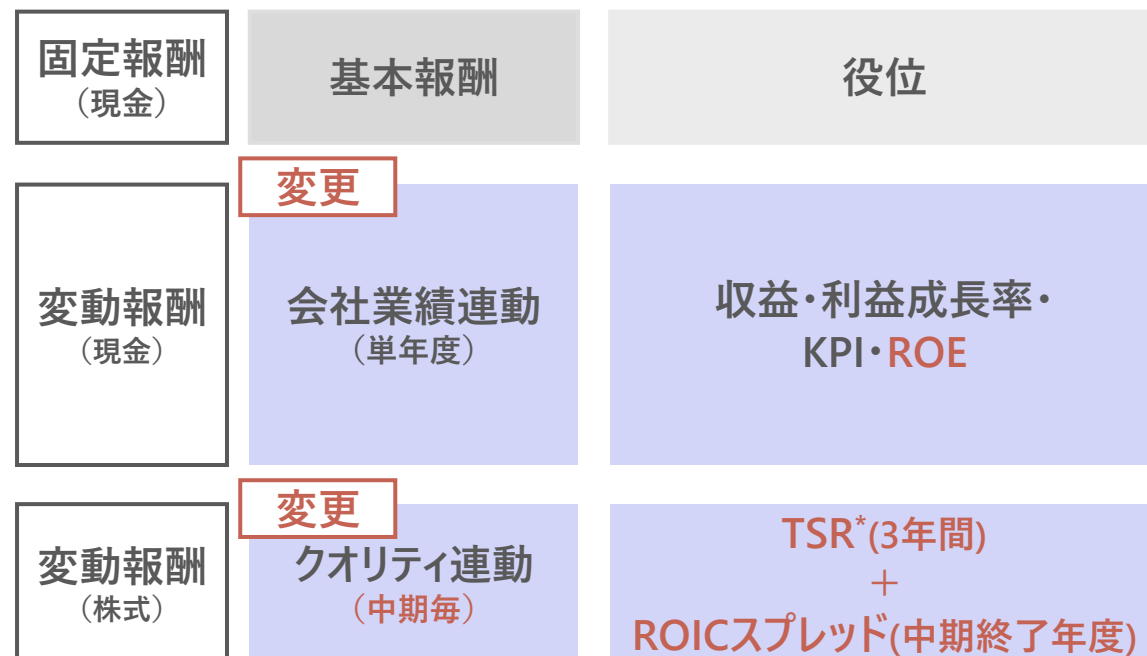 固定報酬
（現金）
基本報酬
役位
変更
変動報酬
（現金）
会社業績連動
（単年度）
収益・利益成長率・
KPI・ROE
変更
変動報酬
（株式）
クオリティ連動
（中期毎）
TSR*(3年間)
＋
ROICスプレッド(中期終了年度)